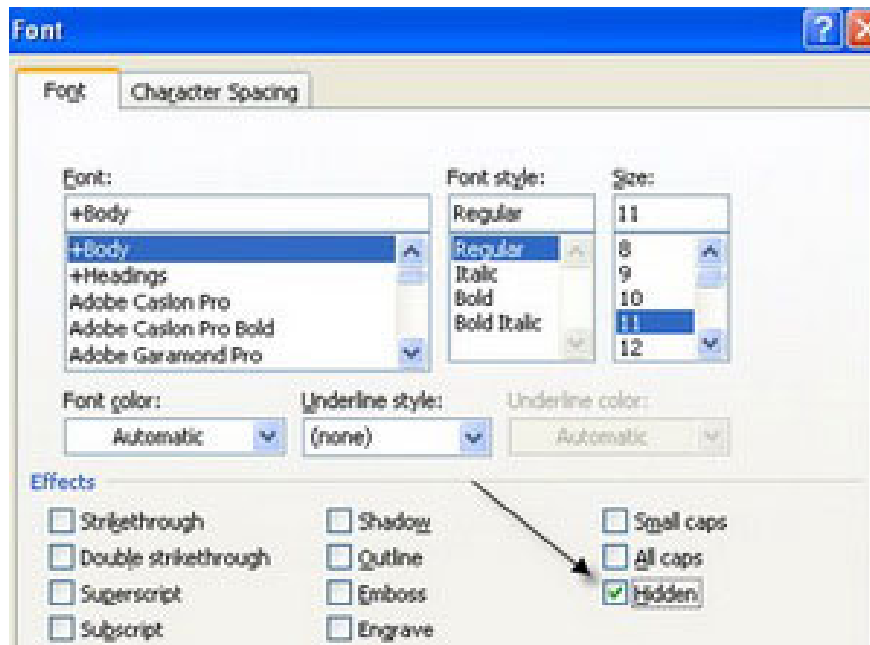 Font
Font Character Spacing
Font: Font style: Size:
+Body Regular 11
+Body Regular 8
+Headings Italic 9
Adobe Caslon Pro Bold 10
Adobe Caslon Pro Bold Bold Italic 11
Adobe Garamond Pro 12
Font color: Underline style: Underline color:
Automatic (none) Automatic
Effects
Strikethrough Shadow Small caps
Double strikethrough Outline All caps
Superscript Emboss Hidden
Subscript Engrave